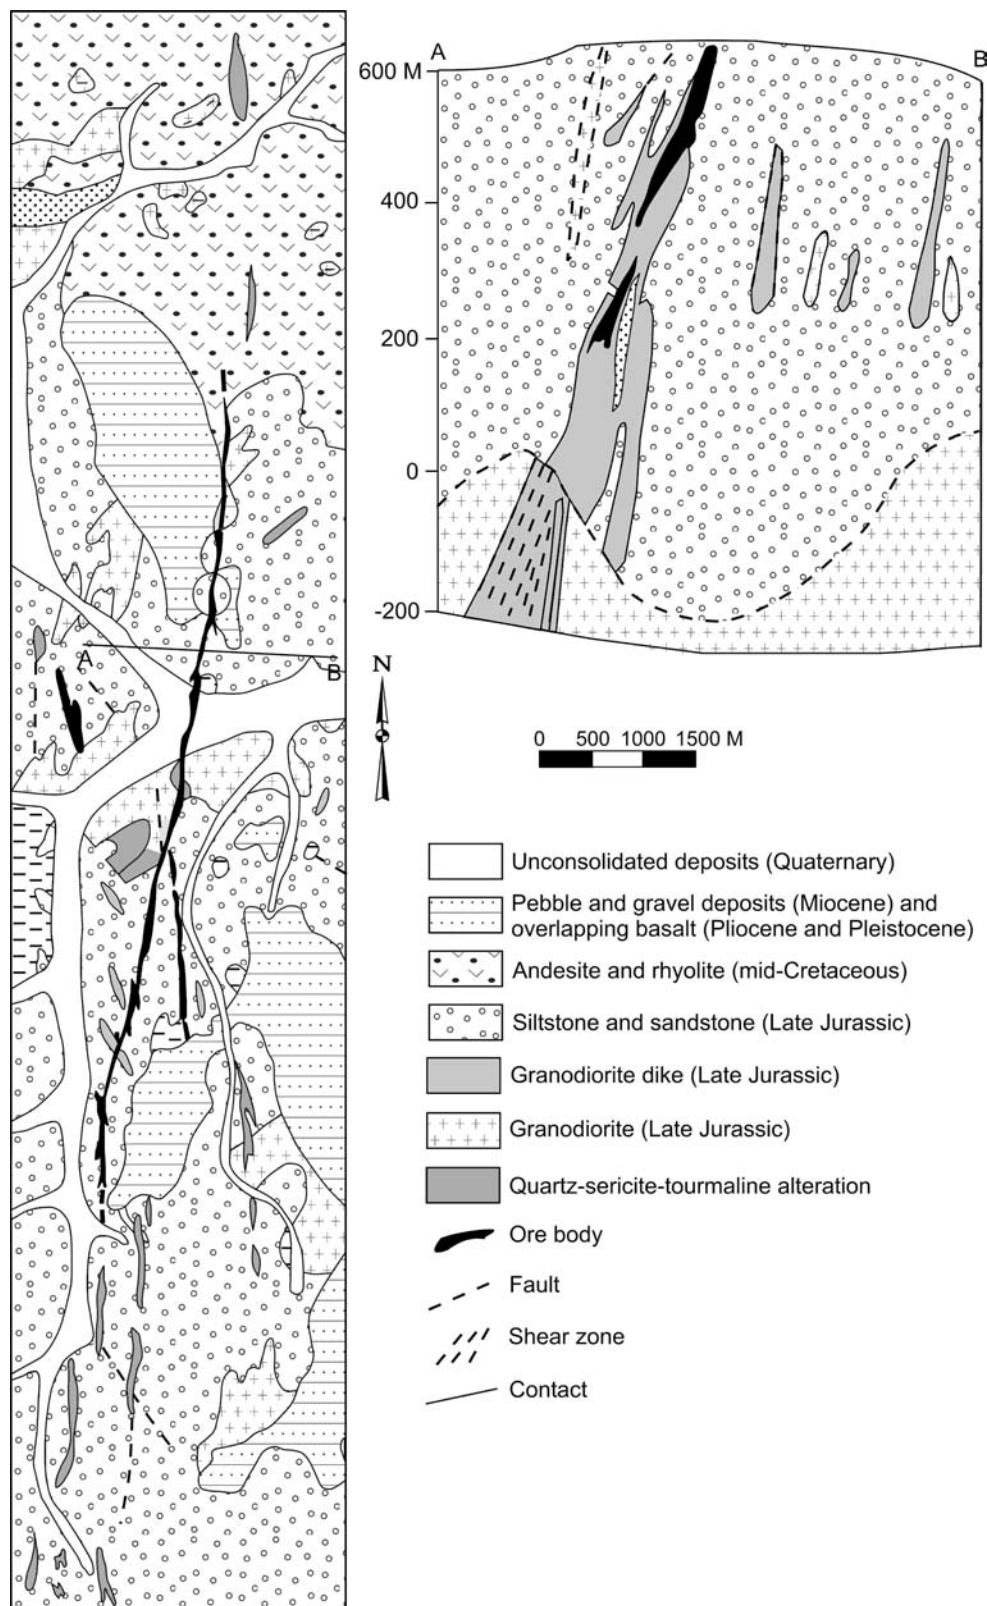 A
B
600 M
400
200
0
-200
A
B
N
0 500 1000 1500 M
Unconsolidated deposits (Quaternary)
Pebble and gravel deposits (Miocene) and
overlapping basalt (Pliocene and Pleistocene)
Andesite and rhyolite (mid-Cretaceous)
Siltstone and sandstone (Late Jurassic)
Granodiorite dike (Late Jurassic)
Granodiorite (Late Jurassic)
Quartz-sericite-tourmaline alteration
Ore body
Fault
Shear zone
Contact